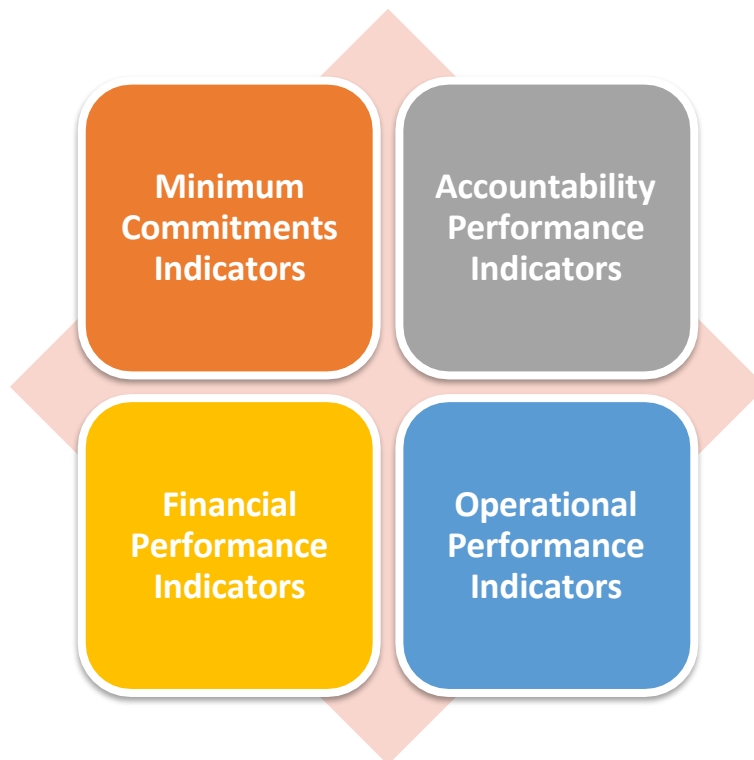 Minimum
Commitments
Indicators
Accountability
Performance
Indicators
Financial
Performance
Indicators
Operational
Performance
Indicators